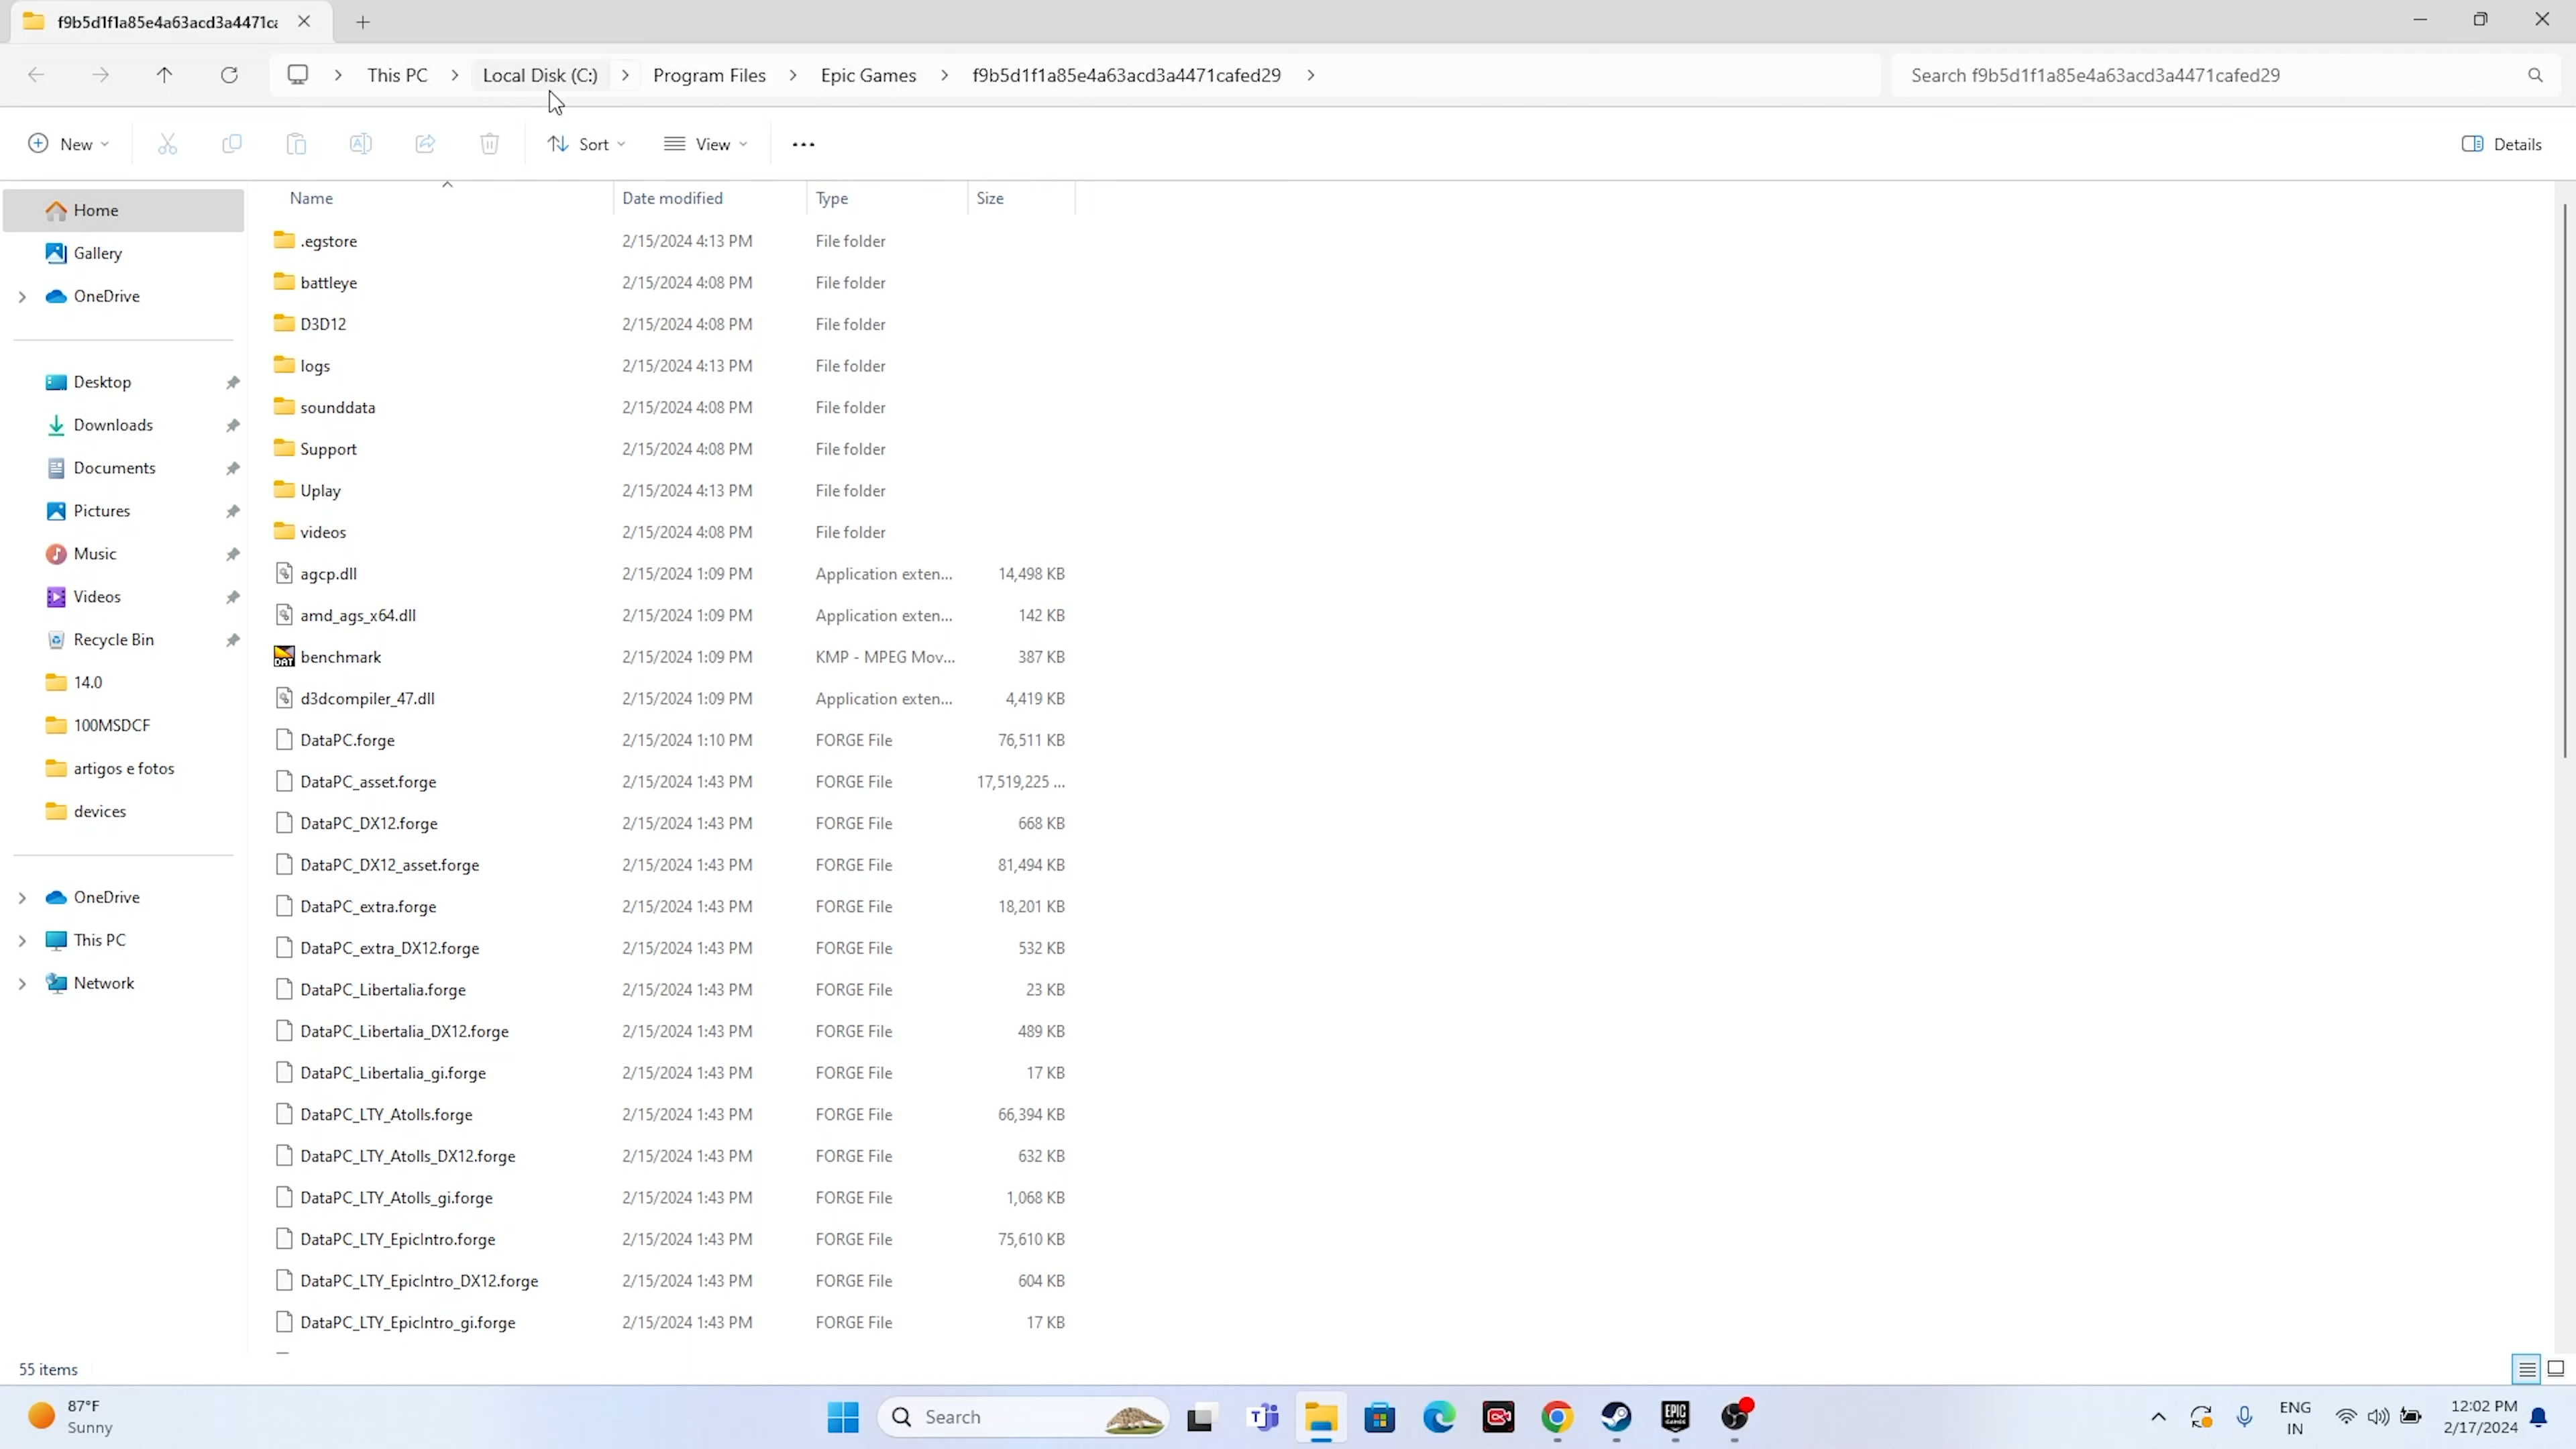 f9b5d1f1a85e4a63acd3a4471ca
This PC > Local Disk (C:) > Program Files > Epic Games > f9b5d1f1a85e4a63acd3a4471cafed29 >
Search f9b5d1f1a85e4a63acd3a4471cafed29
New Sort View ... Details
Name Date modified Type Size
Home
Gallery
OneDrive
Desktop
Downloads
Documents
Pictures
Music
Videos
Recycle Bin
14.0
100MSDCF
artigos e fotos
devices
OneDrive
This PC
Network
.egstore 2/15/2024 4:13 PM File folder
battleye 2/15/2024 4:08 PM File folder
D3D12 2/15/2024 4:08 PM File folder
logs 2/15/2024 4:13 PM File folder
sounddata 2/15/2024 4:08 PM File folder
Support 2/15/2024 4:08 PM File folder
Uplay 2/15/2024 4:13 PM File folder
videos 2/15/2024 4:08 PM File folder
agcp.dll 2/15/2024 1:09 PM Application exten... 14,498 KB
amd_ags_x64.dll 2/15/2024 1:09 PM Application exten... 142 KB
DAT
benchmark 2/15/2024 1:09 PM KMP - MPEG Mov... 387 KB
d3dcompiler_47.dll 2/15/2024 1:09 PM Application exten... 4,419 KB
DataPC.forge 2/15/2024 1:10 PM FORGE File 76,511 KB
DataPC_asset.forge 2/15/2024 1:43 PM FORGE File 17,519,225 ...
DataPC_DX12.forge 2/15/2024 1:43 PM FORGE File 668 KB
DataPC_DX12_asset.forge 2/15/2024 1:43 PM FORGE File 81,494 KB
DataPC_extra.forge 2/15/2024 1:43 PM FORGE File 18,201 KB
DataPC_extra_DX12.forge 2/15/2024 1:43 PM FORGE File 532 KB
DataPC_Libertalia.forge 2/15/2024 1:43 PM FORGE File 23 KB
DataPC_Libertalia_DX12.forge 2/15/2024 1:43 PM FORGE File 489 KB
DataPC_Libertalia_gi.forge 2/15/2024 1:43 PM FORGE File 17 KB
DataPC_LTY_Atolls.forge 2/15/2024 1:43 PM FORGE File 66,394 KB
DataPC_LTY_Atolls_DX12.forge 2/15/2024 1:43 PM FORGE File 632 KB
DataPC_LTY_Atolls_gi.forge 2/15/2024 1:43 PM FORGE File 1,068 KB
DataPC_LTY_EpicIntro.forge 2/15/2024 1:43 PM FORGE File 75,610 KB
DataPC_LTY_EpicIntro_DX12.forge 2/15/2024 1:43 PM FORGE File 604 KB
DataPC_LTY_EpicIntro_gi.forge 2/15/2024 1:43 PM FORGE File 17 KB
55 items
87°F
Sunny
Search
EPIC GAMES
ENG
IN
12:02 PM
2/17/2024